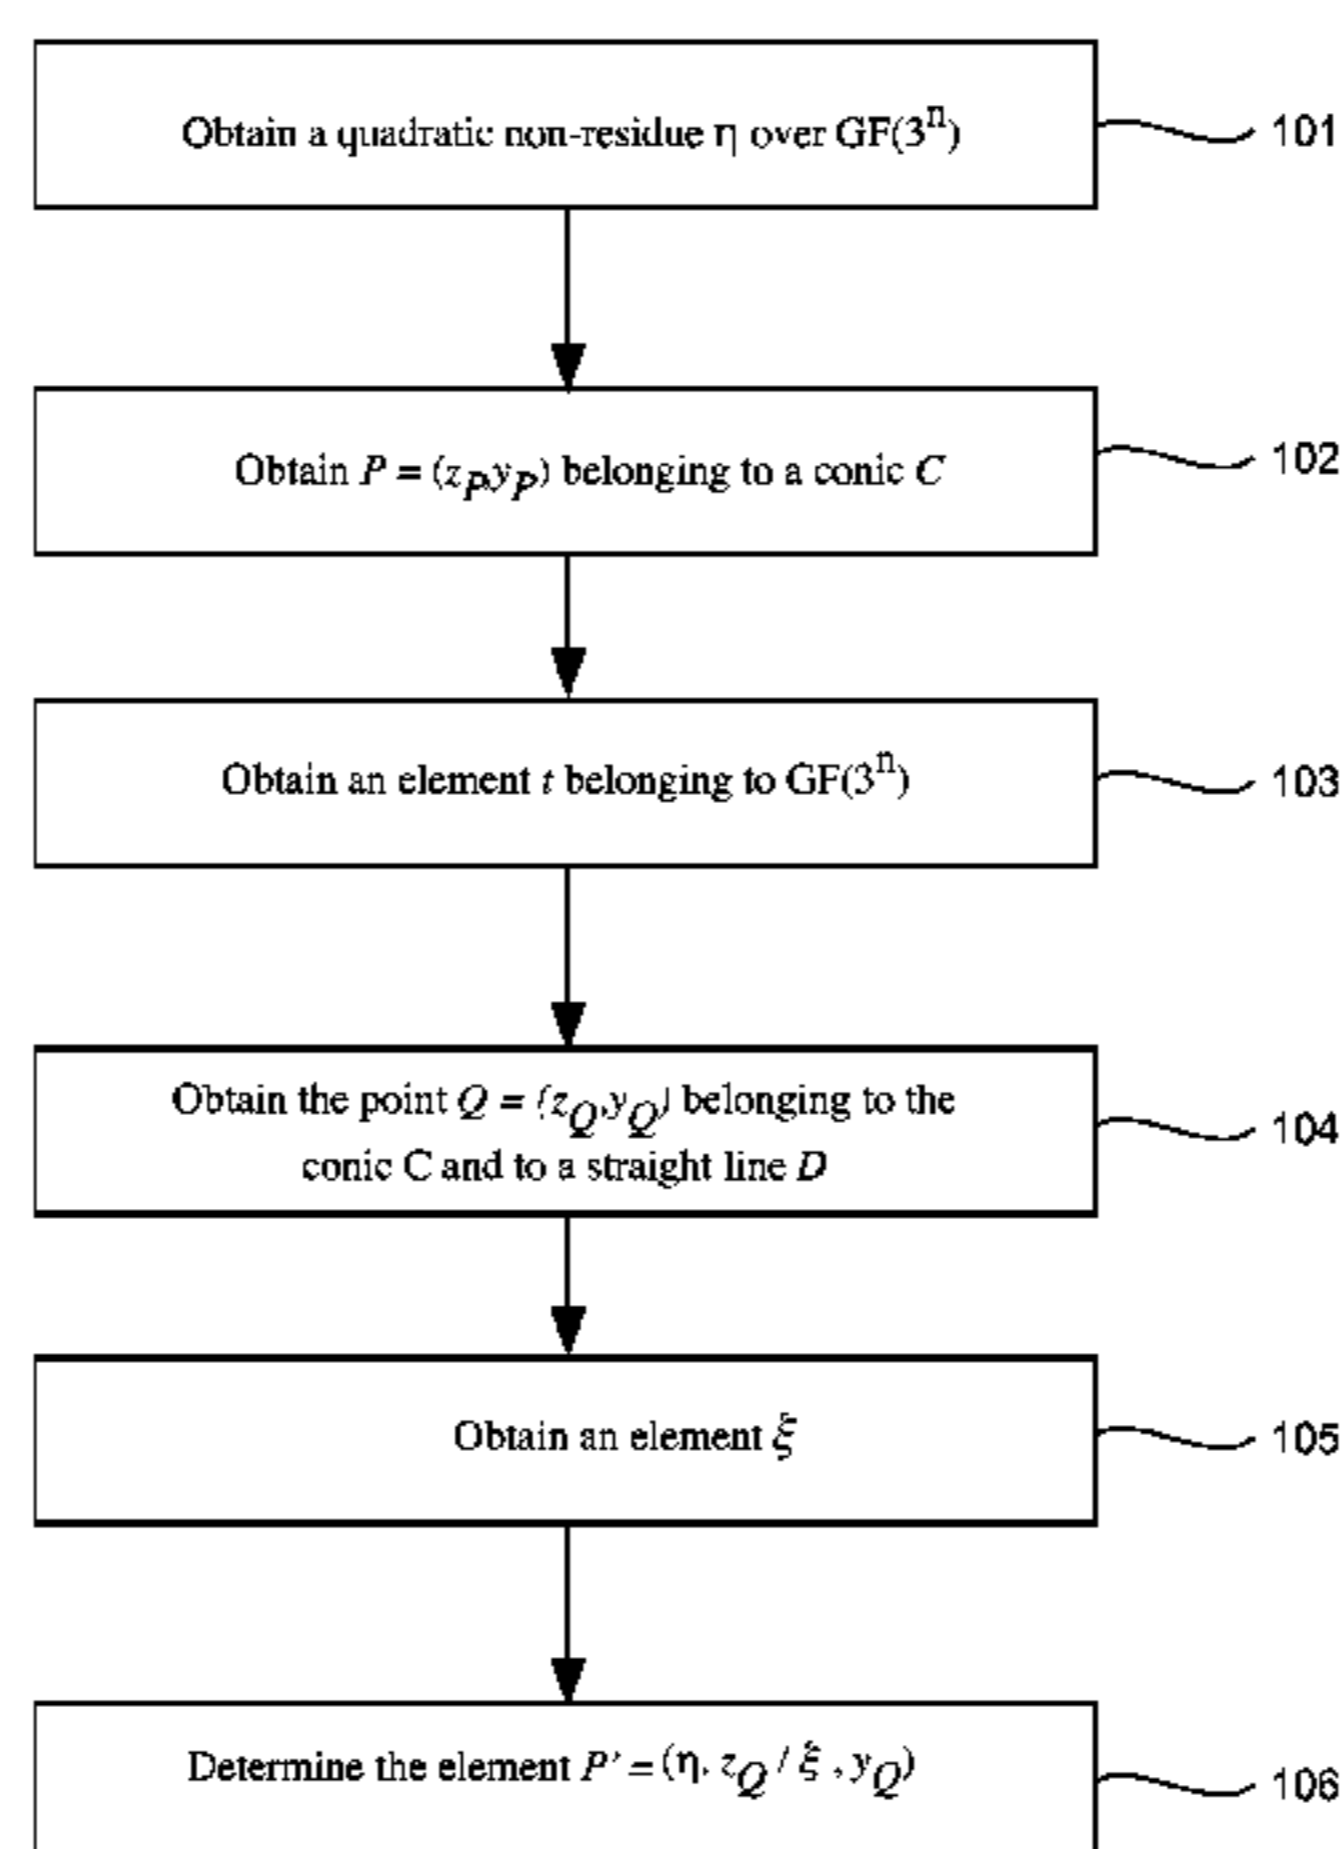 Obtain a quadratic non-residue η over GF(3ⁿ)
101
Obtain P = (z_P, y_P) belonging to a conic C
102
Obtain an element t belonging to GF(3ⁿ)
103
Obtain the point Q = (z_Q, y_Q) belonging to the
conic C and to a straight line D
104
Obtain an element ξ
105
Determine the element P' = (η. z_Q / ξ , y_Q)
106